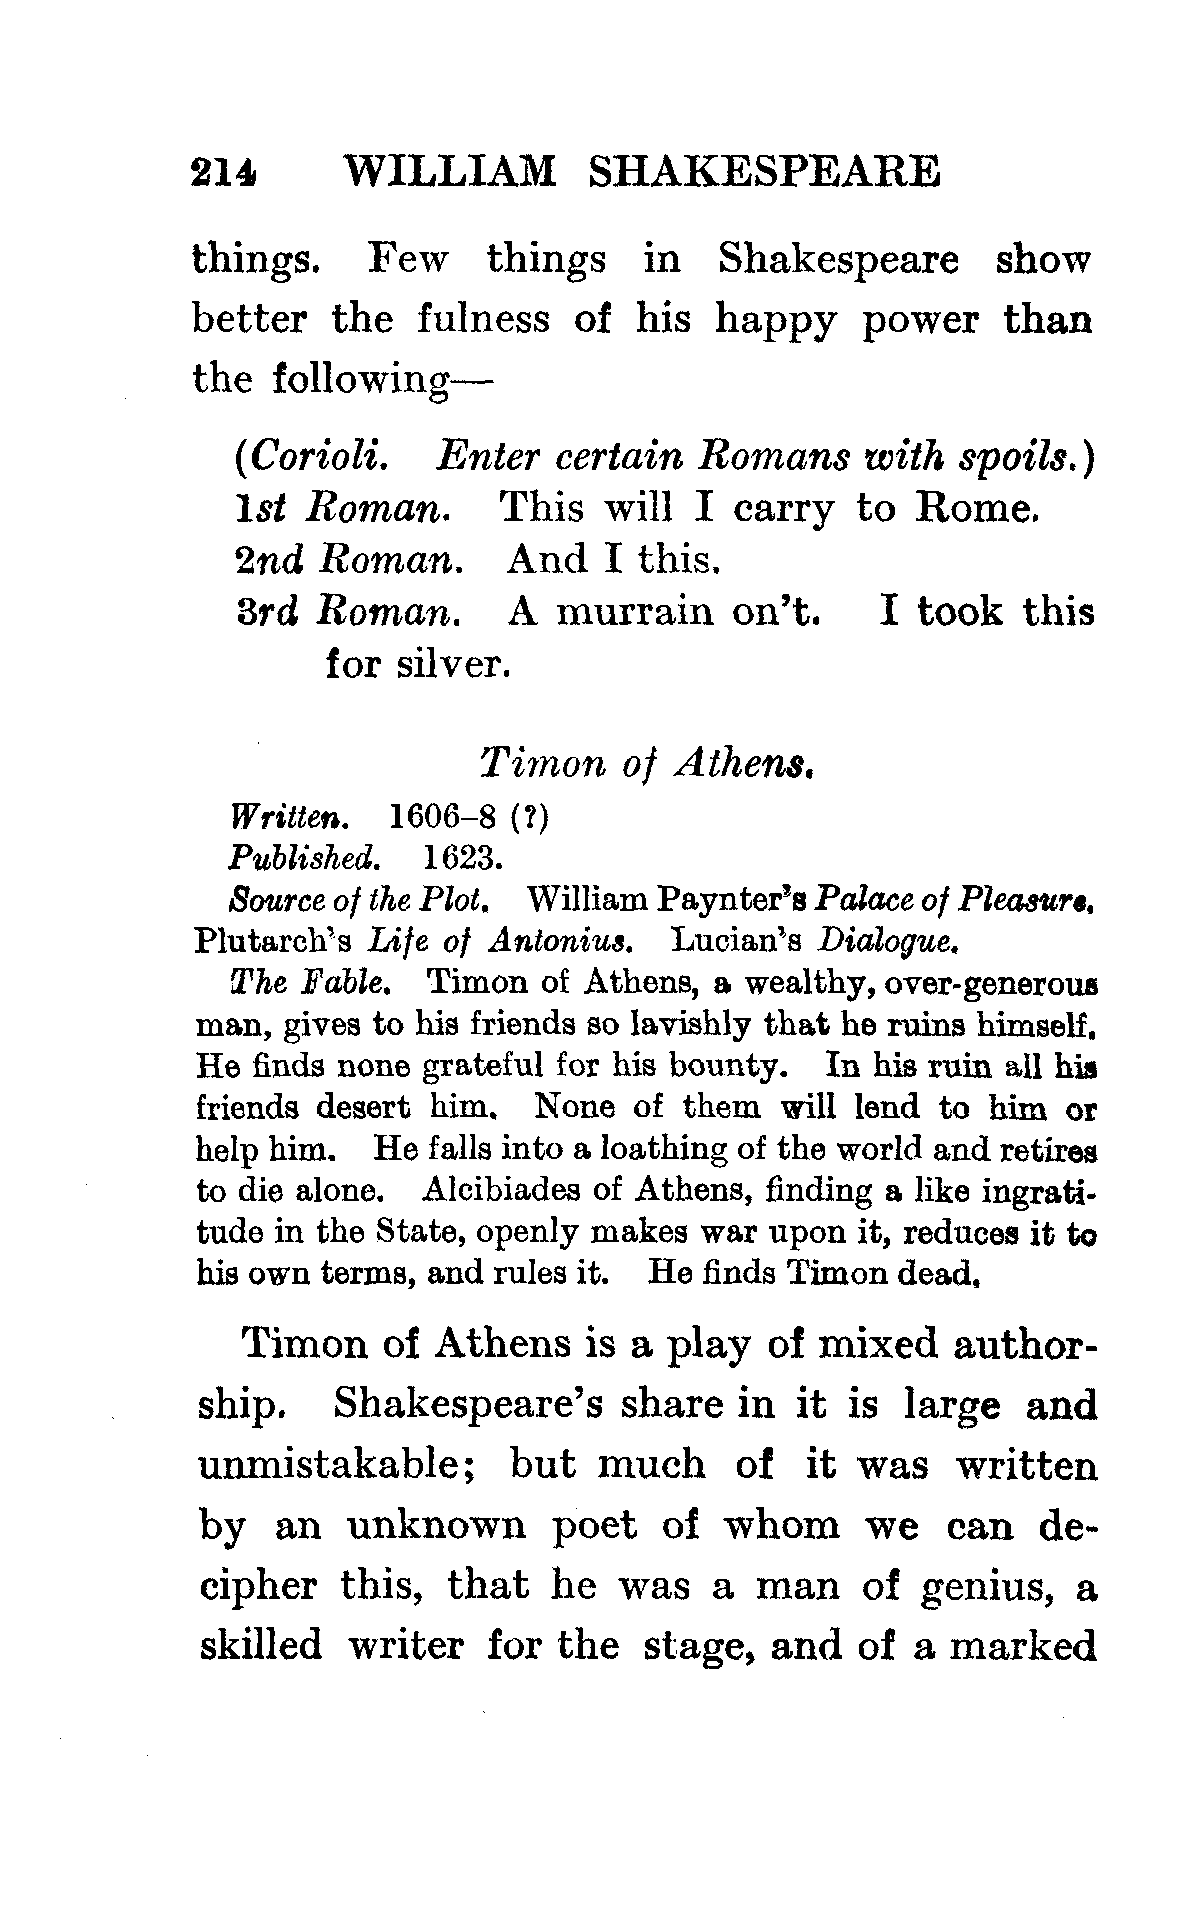 214 WILLIAM SHAKESPEARE
things. Few things in Shakespeare show
better the fulness of his happy power than
the following—
(Corioli. Enter certain Romans with spoils.)
1st Roman. This will I carry to Rome.
2nd Roman. And I this.
3rd Roman. A murrain on't. I took this
for silver.
Timon of Athens.
Written. 1606–8 (?)
Published. 1623.
Source of the Plot. William Paynter's Palace of Pleasure.
Plutarch's Life of Antonius. Lucian's Dialogue.
The Fable. Timon of Athens, a wealthy, over-generous
man, gives to his friends so lavishly that he ruins himself.
He finds none grateful for his bounty. In his ruin all his
friends desert him. None of them will lend to him or
help him. He falls into a loathing of the world and retires
to die alone. Alcibiades of Athens, finding a like ingrati-
tude in the State, openly makes war upon it, reduces it to
his own terms, and rules it. He finds Timon dead.
Timon of Athens is a play of mixed author-
ship. Shakespeare's share in it is large and
unmistakable; but much of it was written
by an unknown poet of whom we can de-
cipher this, that he was a man of genius, a
skilled writer for the stage, and of a marked